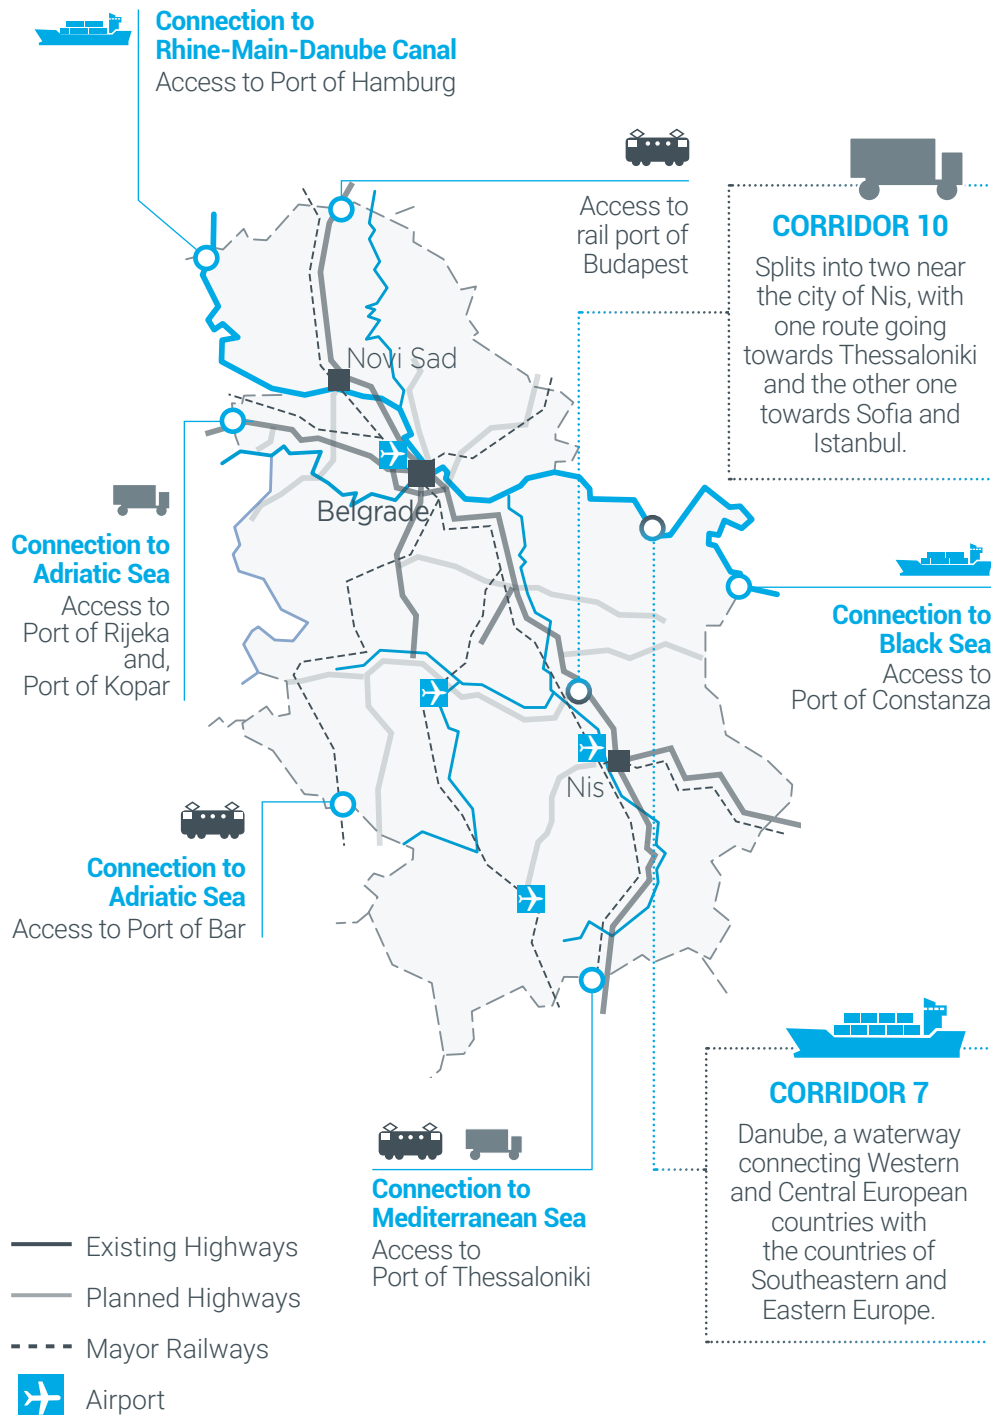 Connection to
Rhine-Main-Danube Canal
Access to Port of Hamburg
Access to
rail port of
Budapest
CORRIDOR 10
Splits into two near
the city of Nis, with
one route going
towards Thessaloniki
and the other one
towards Sofia and
Istanbul.
Novi Sad
Belgrade
Connection to
Adriatic Sea
Access to
Port of Rijeka
and,
Port of Kopar
Connection to
Black Sea
Access to
Port of Constanza
Nis
Connection to
Adriatic Sea
Access to Port of Bar
CORRIDOR 7
Danube, a waterway
connecting Western
and Central European
countries with
the countries of
Southeastern and
Eastern Europe.
Connection to
Mediterranean Sea
Access to
Port of Thessaloniki
Existing Highways
Planned Highways
Mayor Railways
Airport